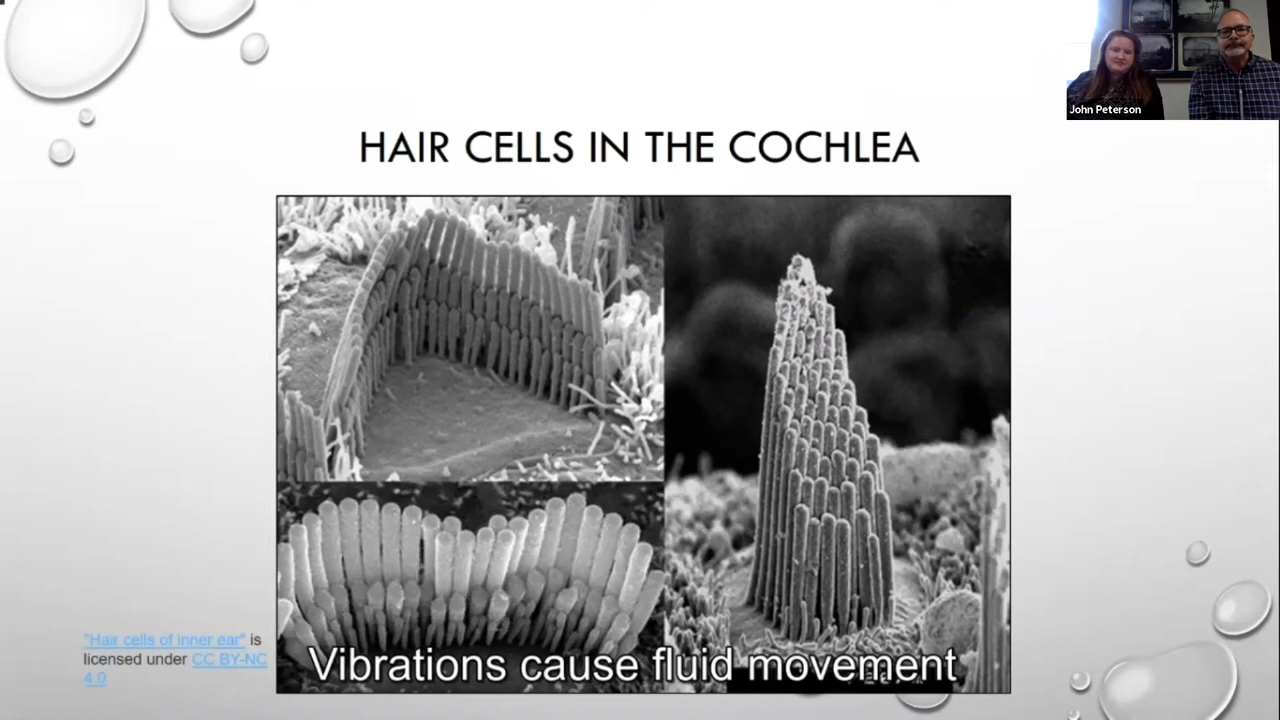 John Peterson
HAIR CELLS IN THE COCHLEA
"Hair cells of inner ear" is
licensed under CC BY-NC
4.0
Vibrations cause fluid movement